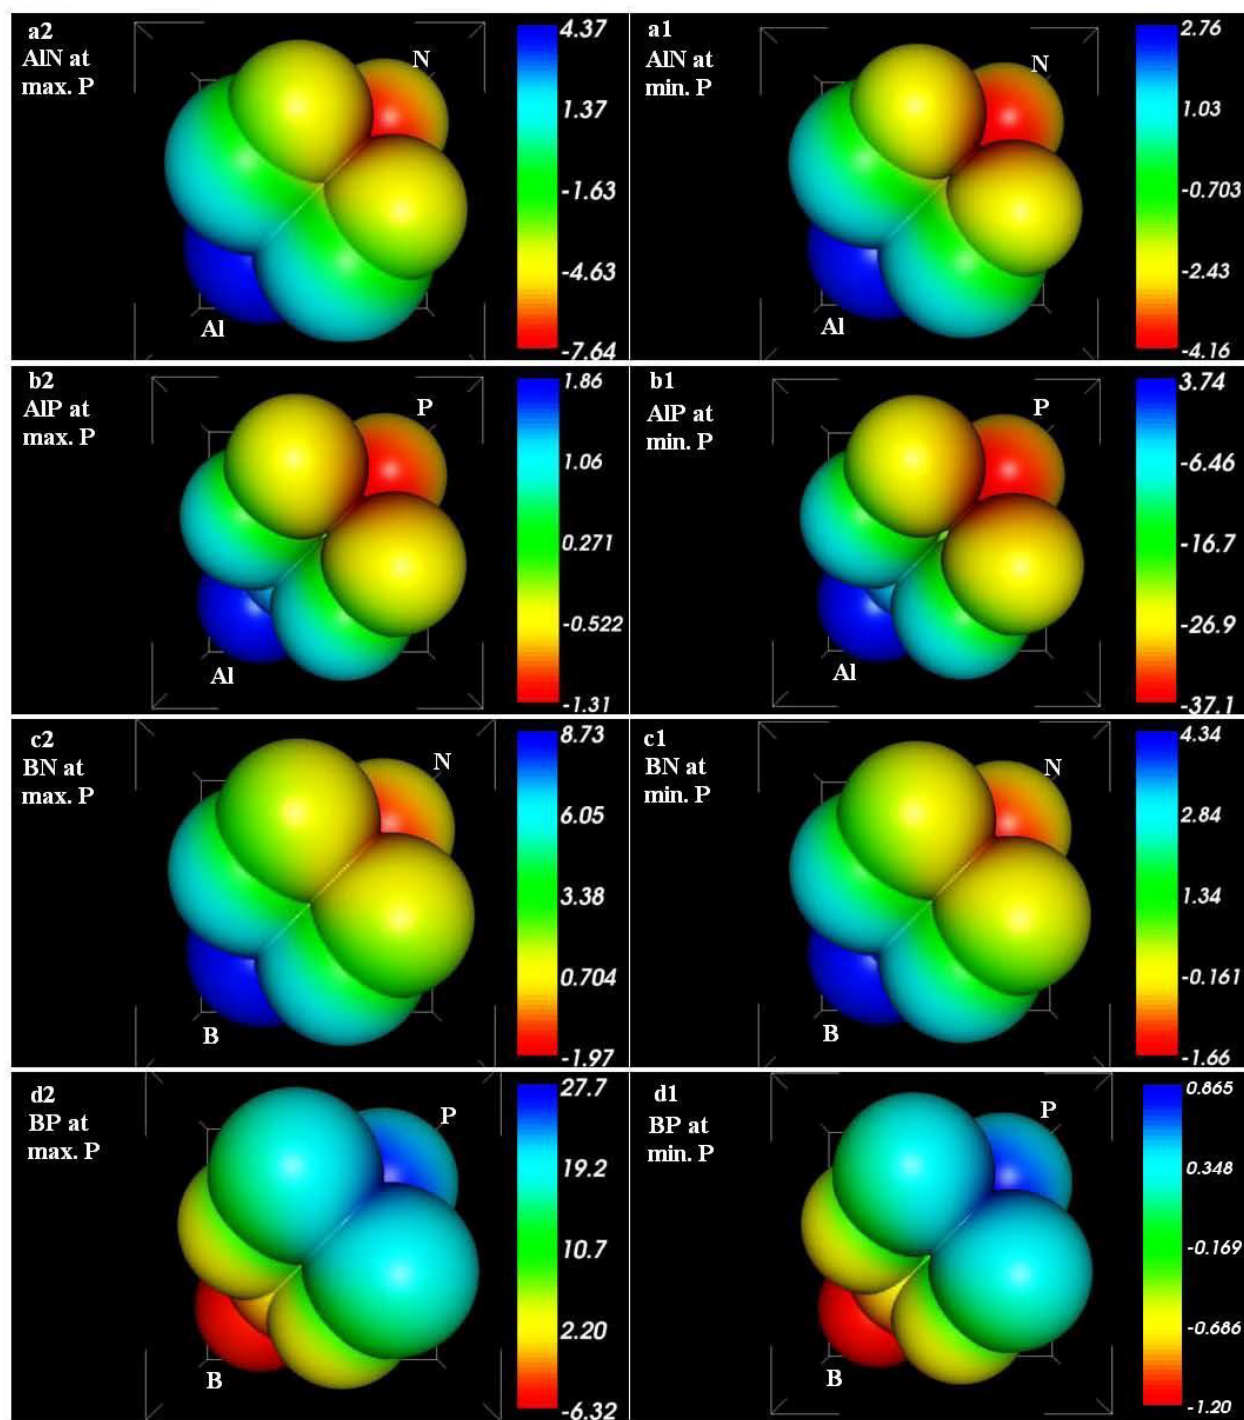 a2
AlN at
max. P
N
Al
4.37
1.37
-1.63
-4.63
-7.64
a1
AlN at
min. P
N
Al
2.76
1.03
-0.703
-2.43
-4.16
b2
AlP at
max. P
P
Al
1.86
1.06
0.271
-0.522
-1.31
b1
AlP at
min. P
P
Al
3.74
-6.46
-16.7
-26.9
-37.1
c2
BN at
max. P
N
B
8.73
6.05
3.38
0.704
-1.97
c1
BN at
min. P
N
B
4.34
2.84
1.34
-0.161
-1.66
d2
BP at
max. P
P
B
27.7
19.2
10.7
2.20
-6.32
d1
BP at
min. P
P
B
0.865
0.348
-0.169
-0.686
-1.20